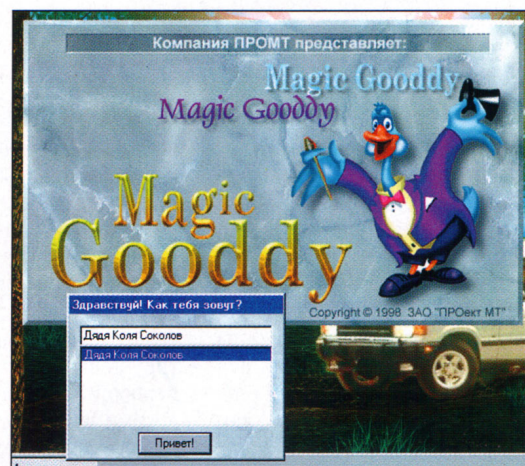 Компания ПРОМТ представляет:
Magic Gooddy
Magic Gooddy
Magic
Gooddy
Copyright © 1998 ЗАО "ПРОект МТ"
Здравствуй! Как тебя зовут?
Дядя Коля Соколов
Дядя Коля Соколов
Привет!